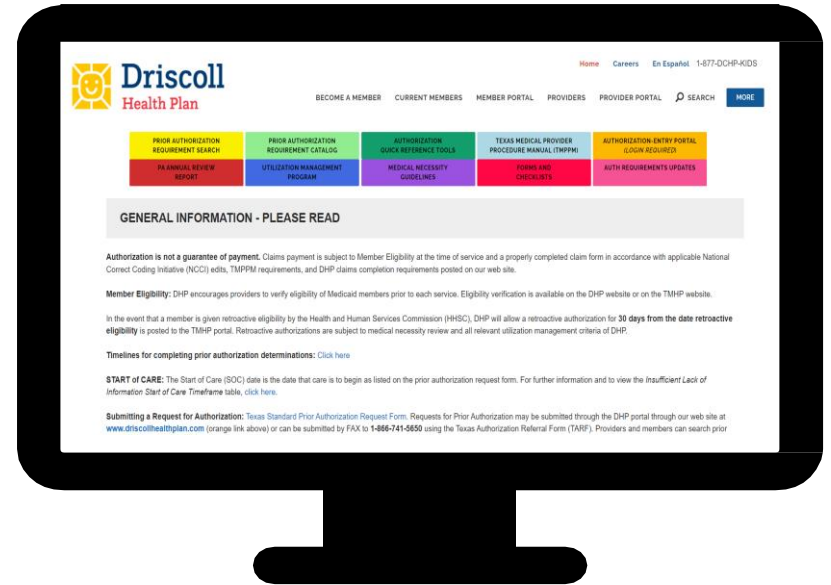 Home Careers En Español 1-877-DCHP-KIDS
Driscoll
Health Plan
BECOME A MEMBER CURRENT MEMBERS MEMBER PORTAL PROVIDERS PROVIDER PORTAL SEARCH MORE
PRIOR AUTHORIZATION REQUIREMENT SEARCH
PRIOR AUTHORIZATION REQUIREMENT CATALOG
AUTHORIZATION QUICK REFERENCE TOOLS
TEXAS MEDICAL PROVIDER PROCEDURE MANUAL (TMPPM)
AUTHORIZATION-ENTRY PORTAL (LOGIN REQUIRED)
PA ANNUAL REVIEW REPORT
UTILIZATION MANAGEMENT PROGRAM
MEDICAL NECESSITY GUIDELINES
FORMS AND CHECKLISTS
AUTH REQUIREMENTS UPDATES
GENERAL INFORMATION - PLEASE READ
Authorization is not a guarantee of payment. Claims payment is subject to Member Eligibility at the time of service and a properly completed claim form in accordance with applicable National
Correct Coding Initiative (NCCI) edits, TMPPM requirements, and DHP claims completion requirements posted on our web site.
Member Eligibility: DHP encourages providers to verify eligibility of Medicaid members prior to each service. Eligibility verification is available on the DHP website or on the TMHP website.
In the event that a member is given retroactive eligibility by the Health and Human Services Commission (HHSC), DHP will allow a retroactive authorization for 30 days from the date retroactive
eligibility is posted to the TMHP portal. Retroactive authorizations are subject to medical necessity review and all relevant utilization management criteria of DHP.
Timelines for completing prior authorization determinations: Click here
START of CARE: The Start of Care (SOC) date is the date that care is to begin as listed on the prior authorization request form. For further information and to view the Insufficient Lack of
Information Start of Care Timeframe table, click here.
Submitting a Request for Authorization: Texas Standard Prior Authorization Request Form. Requests for Prior Authorization may be submitted through the DHP portal through our web site at
www.driscollhealthplan.com (orange link above) or can be submitted by FAX to 1-866-741-5650 using the Texas Authorization Referral Form (TARF). Providers and members can search prior